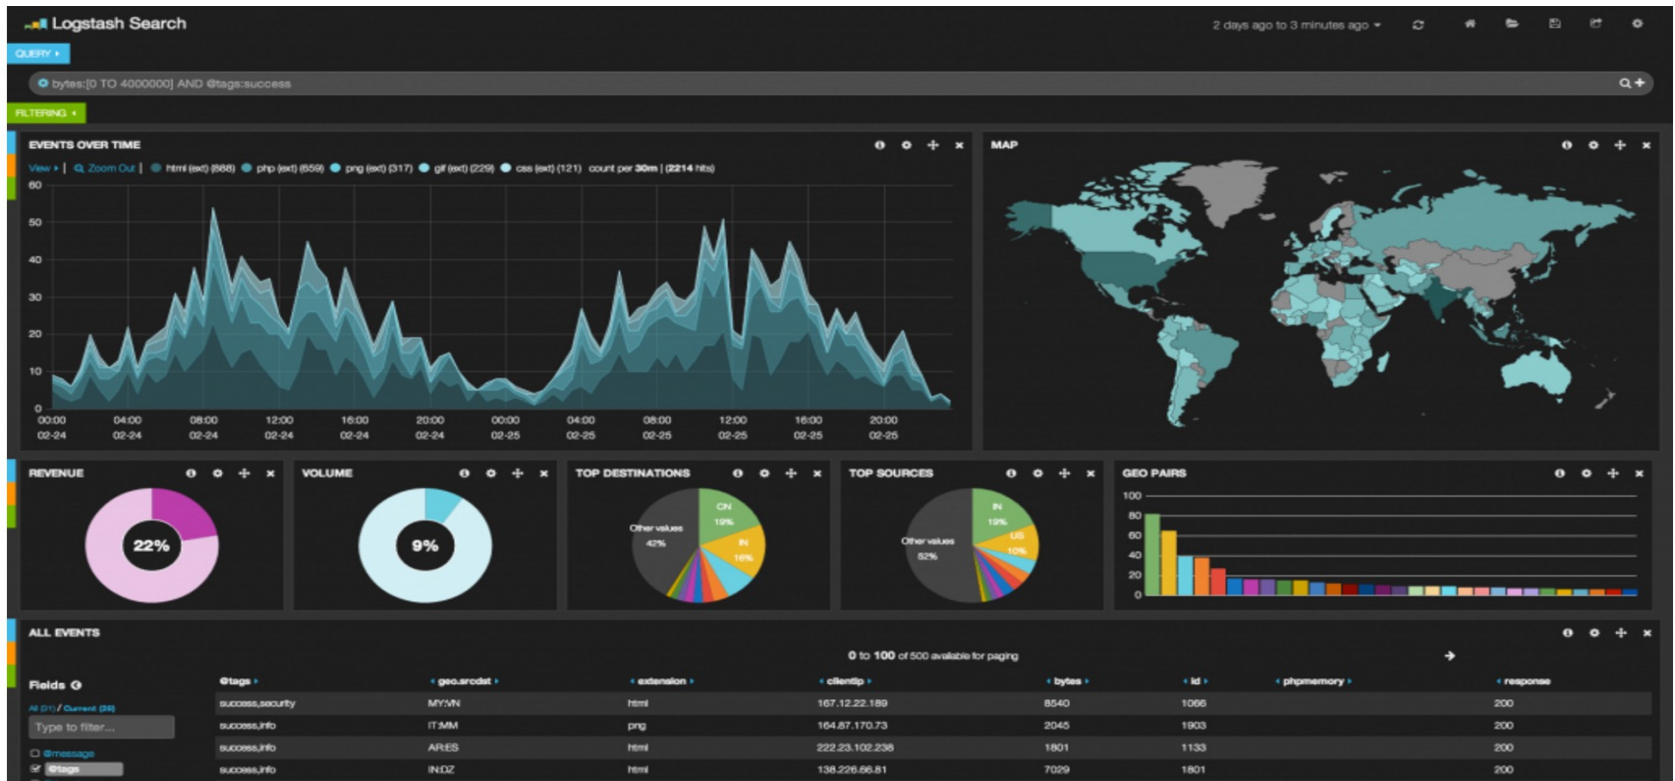 Logstash Search
2 days ago to 3 minutes ago
QUERY
bytes:[0 TO 4000000] AND @tags:success
FILTERING
EVENTS OVER TIME
View | Zoom Out | html (ext) (888) php (ext) (659) png (ext) (317) gif (ext) (229) css (ext) (121) count per 30m | (2214 hits)
60
50
40
30
20
10
0
00:00 04:00 08:00 12:00 16:00 20:00 00:00 04:00 08:00 12:00 16:00 20:00
02-24 02-24 02-24 02-24 02-24 02-24 02-25 02-25 02-25 02-25 02-25 02-25
MAP
REVENUE
22%
VOLUME
9%
TOP DESTINATIONS
CN
19%
IN
16%
Other values
42%
TOP SOURCES
IN
19%
US
10%
Other values
52%
GEO PAIRS
100
80
60
40
20
0
ALL EVENTS
0 to 100 of 500 available for paging
Fields
All (31) / Current (26)
Type to filter...
@message
@tags
@tags geo.srcdst extension clientip bytes id phpmemory response
success,security MY:VN html 167.12.22.189 8540 1066 200
success,info IT:MM png 164.87.170.73 2045 1903 200
success,info AR:ES html 222.23.102.238 1801 1133 200
success,info IN:DZ html 138.226.66.81 7029 1801 200